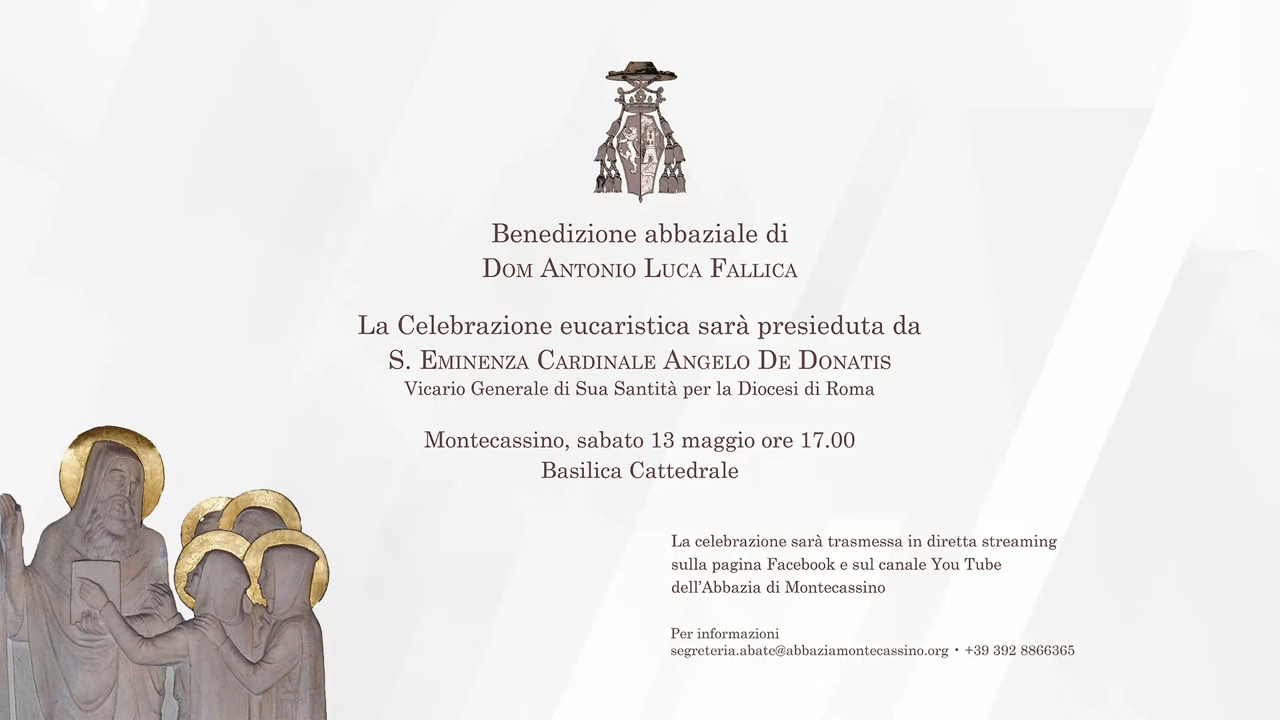 Benedizione abbaziale di
Dom Antonio Luca Fallica
La Celebrazione eucaristica sarà presieduta da
S. Eminenza Cardinale Angelo De Donatis
Vicario Generale di Sua Santità per la Diocesi di Roma
Montecassino, sabato 13 maggio ore 17.00
Basilica Cattedrale
La celebrazione sarà trasmessa in diretta streaming
sulla pagina Facebook e sul canale You Tube
dell'Abbazia di Montecassino
Per informazioni
segreteria.abate@abbaziamontecassino.org • +39 392 8866365